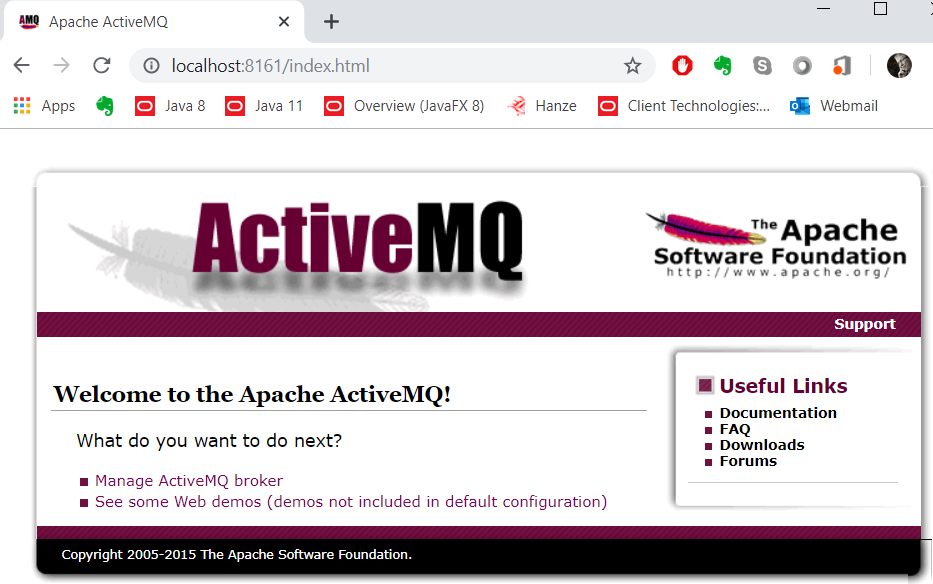 AMQ Apache ActiveMQ
localhost:8161/index.html
Apps Java 8 Java 11 Overview (JavaFX 8) Hanze Client Technologies:... Webmail
ActiveMQ
The Apache
Software Foundation
http://www.apache.org/
Support
Welcome to the Apache ActiveMQ!
What do you want to do next?
Manage ActiveMQ broker
See some Web demos (demos not included in default configuration)
Useful Links
Documentation
FAQ
Downloads
Forums
Copyright 2005-2015 The Apache Software Foundation.